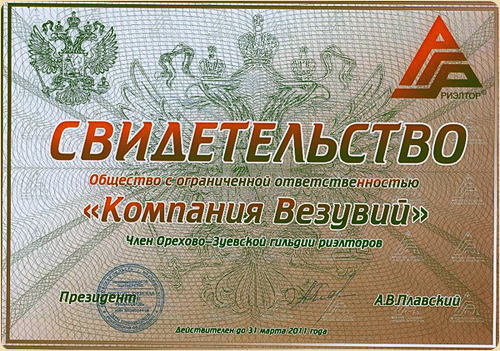 РИЭЛТОР
СВИДЕТЕЛЬСТВО
Общество с ограниченной ответственностью
«Компания Везувий»
Член Орехово-Зуевской гильдии риэлторов
Президент
А.В.Плавский
Действителен до 31 марта 2011 года